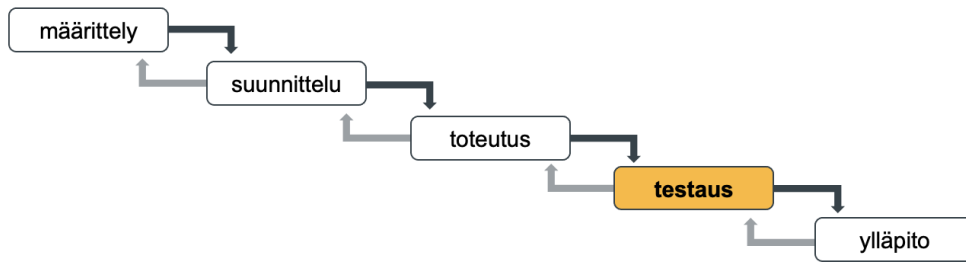 määrittely
suunnittelu
toteutus
testaus
ylläpito